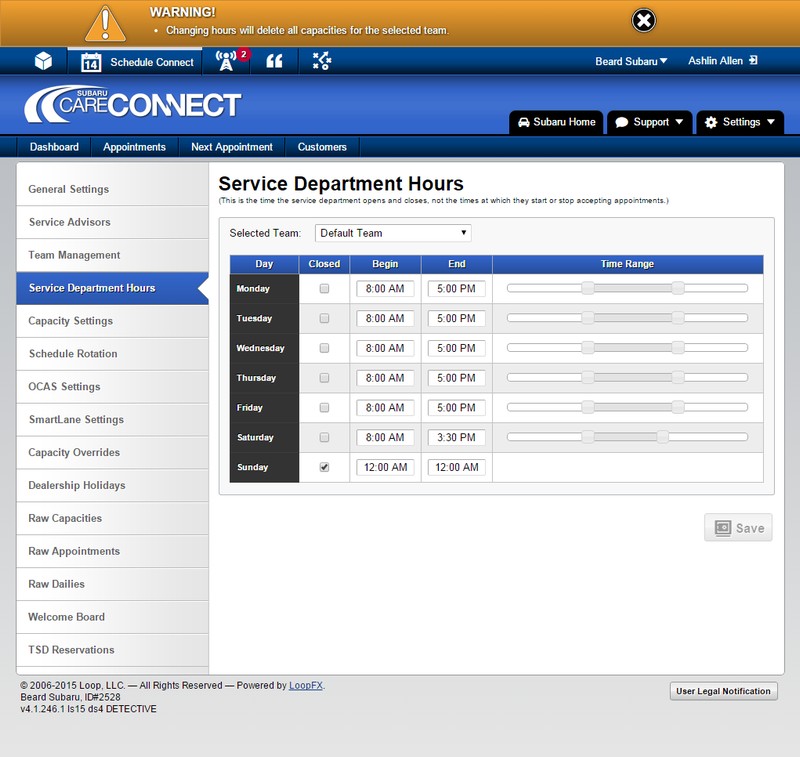 WARNING!
• Changing hours will delete all capacities for the selected team.
14 Schedule Connect 2 Beard Subaru Ashlin Allen
SUBARU
CARECONNECT
Subaru Home Support Settings
Dashboard Appointments Next Appointment Customers
General Settings
Service Advisors
Team Management
Service Department Hours
Capacity Settings
Schedule Rotation
OCAS Settings
SmartLane Settings
Capacity Overrides
Dealership Holidays
Raw Capacities
Raw Appointments
Raw Dailies
Welcome Board
TSD Reservations
Service Department Hours
(This is the time the service department opens and closes, not the times at which they start or stop accepting appointments.)
Selected Team: Default Team
Day Closed Begin End Time Range
Monday 8:00 AM 5:00 PM
Tuesday 8:00 AM 5:00 PM
Wednesday 8:00 AM 5:00 PM
Thursday 8:00 AM 5:00 PM
Friday 8:00 AM 5:00 PM
Saturday 8:00 AM 3:30 PM
Sunday 12:00 AM 12:00 AM
Save
© 2006-2015 Loop, LLC. — All Rights Reserved — Powered by LoopFX.
Beard Subaru, ID#2528
v4.1.246.1 ls15 ds4 DETECTIVE
User Legal Notification